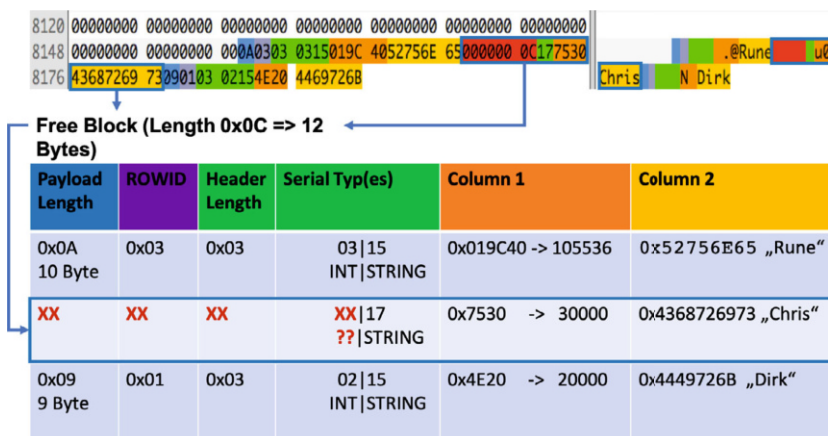 8120 00000000 00000000 00000000 00000000 00000000 00000000 00000000
8148 00000000 00000000 000A0303 0315019C 4052756E 65000000 0C177530 .@Rune u0
8176 43687269 73090103 02154E20 4469726B Chris N Dirk
Free Block (Length 0x0C => 12
Bytes)
Payload Length ROWID Header Length Serial Typ(es) Column 1 Column 2
0x0A 0x03 0x03 03|15 0x019C40 -> 105536 0x52756E65 „Rune“
10 Byte INT|STRING
XX XX XX XX|17 0x7530 -> 30000 0x4368726973 „Chris“
??|STRING
0x09 0x01 0x03 02|15 0x4E20 -> 20000 0x4449726B „Dirk“
9 Byte INT|STRING